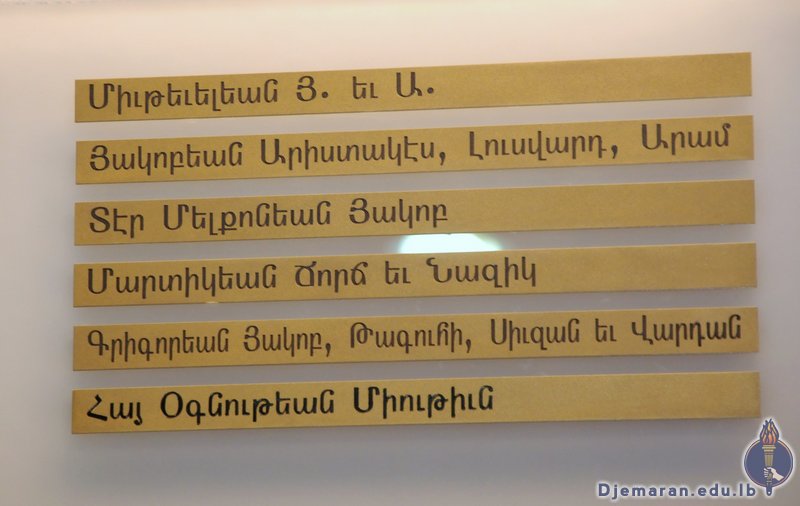 Միւթեւելեան Յ. եւ Ա.
Յակոբեան Արիստակէս, Լուսվարդ, Արամ
Տէր Մելքոնեան Յակոբ
Մարտիկեան Ճորճ եւ Նազիկ
Գրիգորեան Յակոբ, Թագուհի, Սիւզան եւ Վարդան
Հայ Օգնութեան Միութիւն
Djemaran.edu.lb